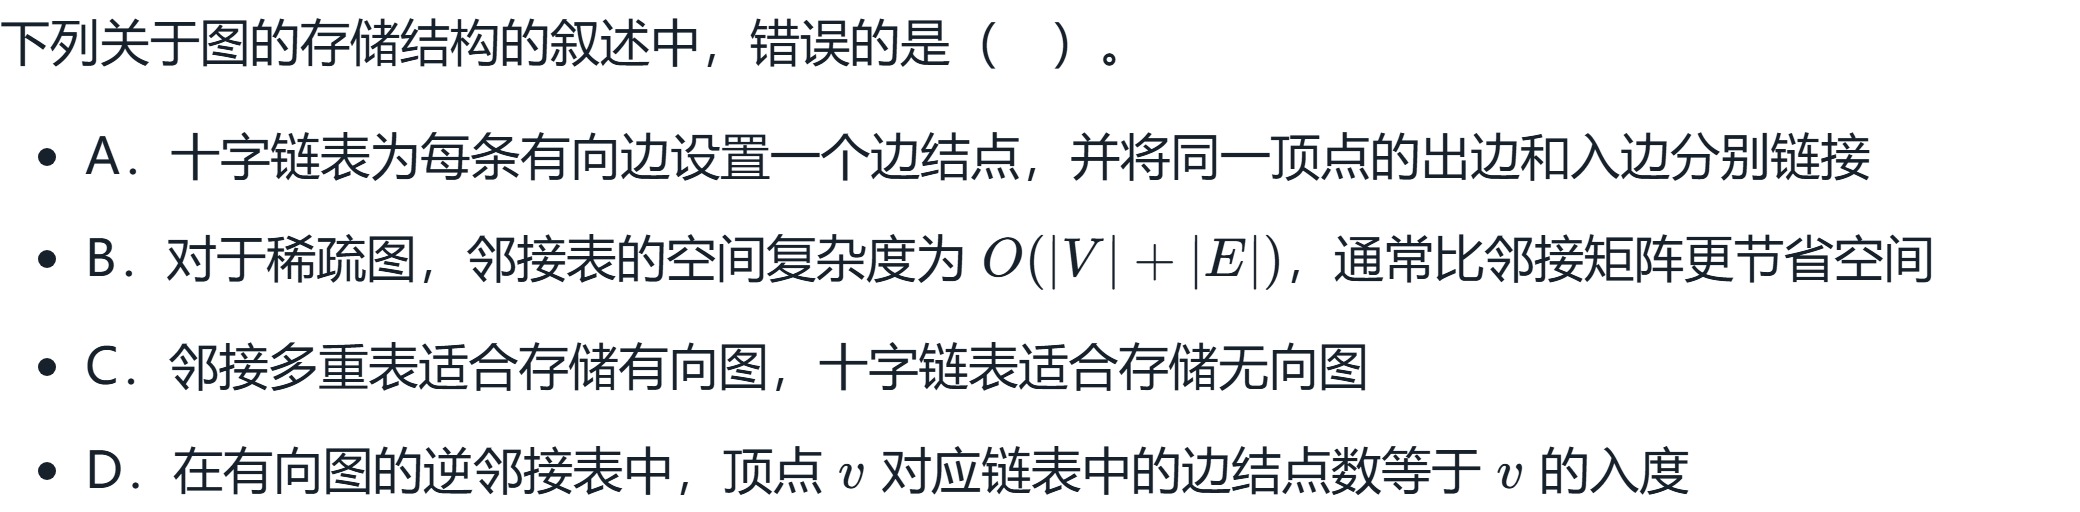 下列关于图的存储结构的叙述中，错误的是（　）。
• A．十字链表为每条有向边设置一个边结点，并将同一顶点的出边和入边分别链接
• B．对于稀疏图，邻接表的空间复杂度为 O(|V| + |E|)，通常比邻接矩阵更节省空间
• C．邻接多重表适合存储有向图，十字链表适合存储无向图
• D．在有向图的逆邻接表中，顶点 v 对应链表中的边结点数等于 v 的入度